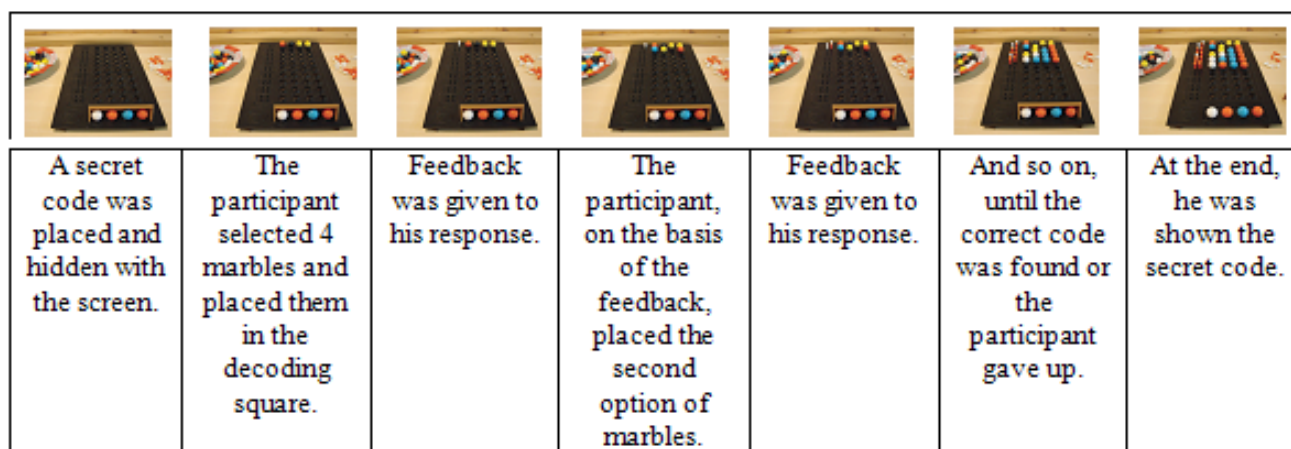 A secret
code was
placed and
hidden with
the screen.
The
participant
selected 4
marbles and
placed them
in the
decoding
square.
Feedback
was given to
his response.
The
participant,
on the basis
of the
feedback,
placed the
second
option of
marbles.
Feedback
was given to
his response.
And so on,
until the
correct code
was found or
the
participant
gave up.
At the end,
he was
shown the
secret code.